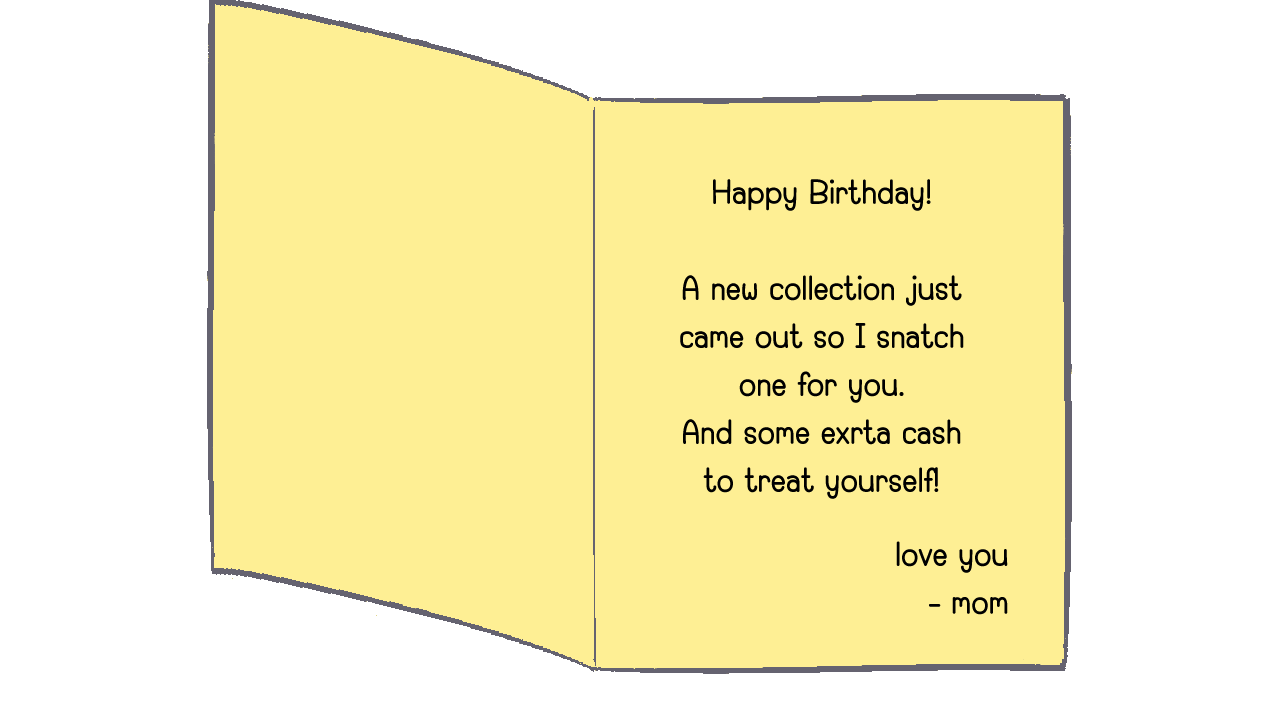 Happy Birthday!
A new collection just
came out so I snatch
one for you.
And some exrta cash
to treat yourself!
love you
- mom